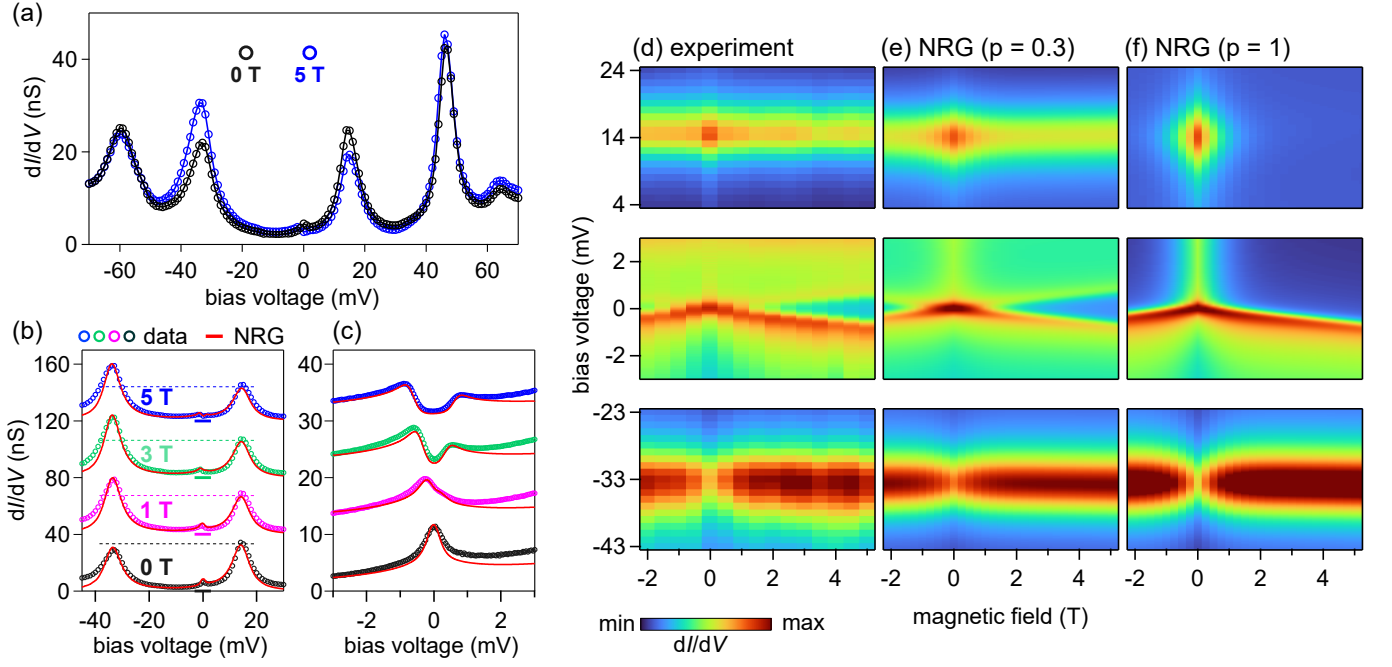 (a)
dI/dV (nS)
40
20
0
0 T
5 T
-60
-40
-20
0
20
40
60
bias voltage (mV)
(b)
data
NRG
(c)
dI/dV (nS)
160
120
80
40
0
5 T
3 T
1 T
0 T
-40
-20
0
20
bias voltage (mV)
40
30
20
10
0
-2
0
2
bias voltage (mV)
(d) experiment
(e) NRG (p = 0.3)
(f) NRG (p = 1)
bias voltage (mV)
24
14
4
2
0
-2
-23
-33
-43
-2
0
2
4
-2
0
2
4
-2
0
2
4
magnetic field (T)
min
max
dI/dV